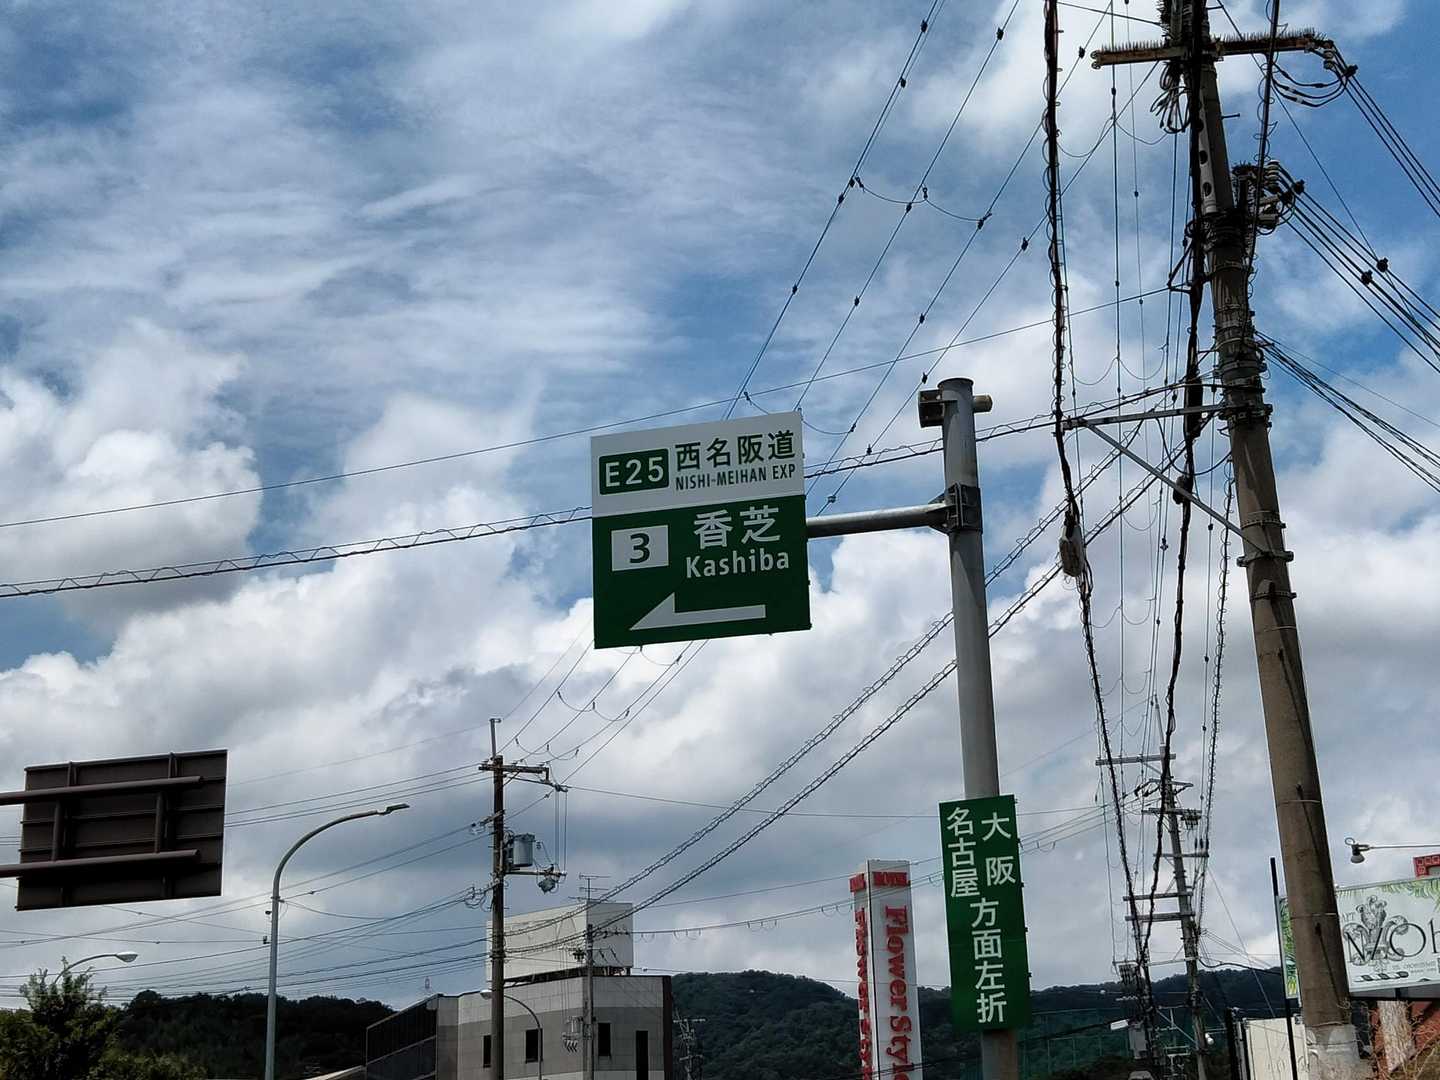 E25 西名阪道
NISHI-MEIHAN EXP
3 香芝
Kashiba
大阪
名古屋
方面左折
Flower Style
Flower